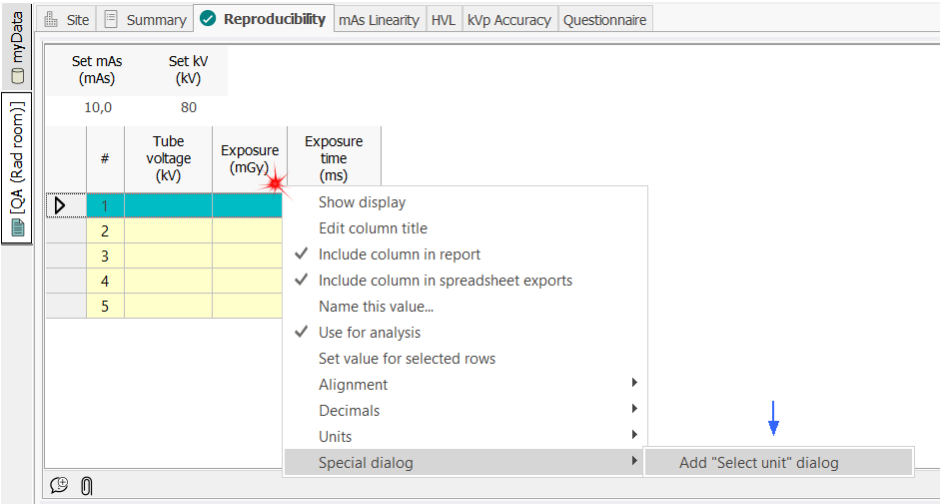 myData
[QA (Rad room)]
Site
Summary
Reproducibility
mAs Linearity
HVL
kVp Accuracy
Questionnaire
Set mAs
(mAs)
Set kV
(kV)
10,0
80
#
Tube
voltage
(kV)
Exposure
(mGy)
Exposure
time
(ms)
1
2
3
4
5
Show display
Edit column title
Include column in report
Include column in spreadsheet exports
Name this value...
Use for analysis
Set value for selected rows
Alignment
Decimals
Units
Special dialog
Add "Select unit" dialog